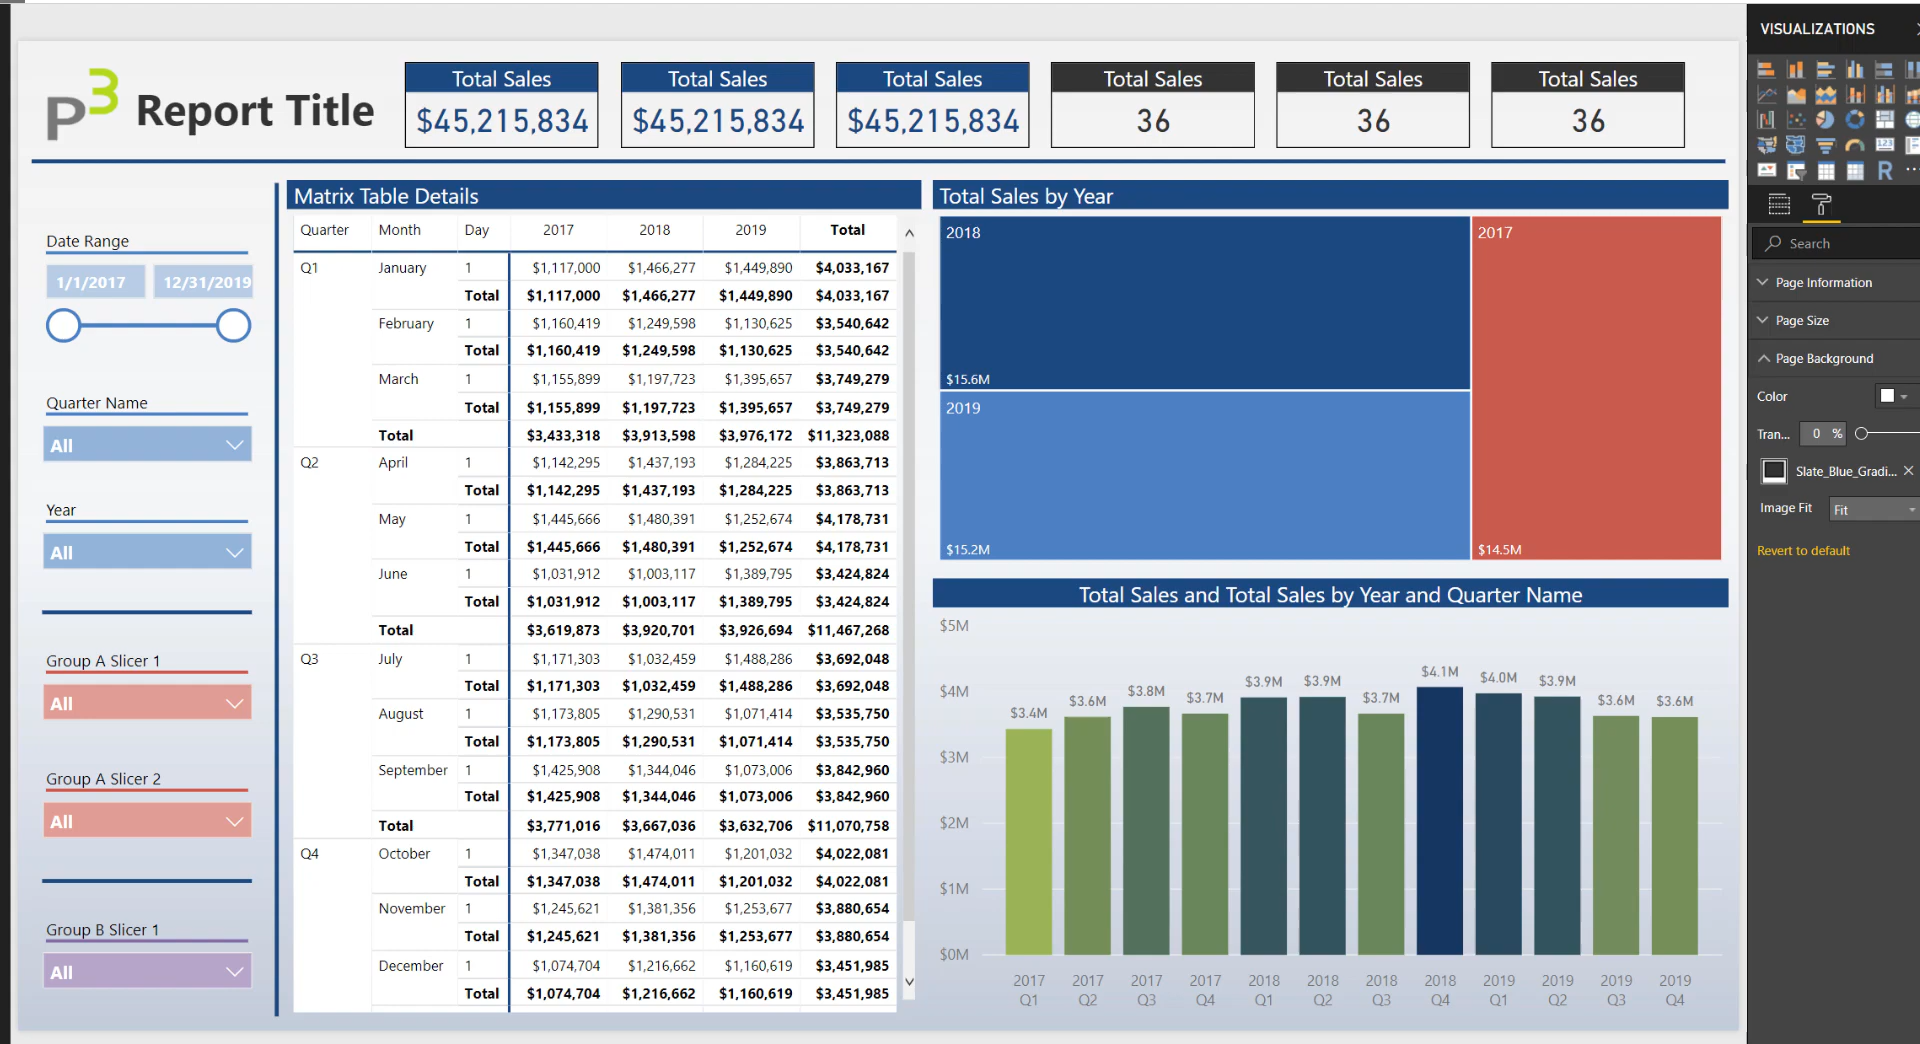 VISUALIZATIONS
P3 Report Title
Total Sales
$45,215,834
Total Sales
$45,215,834
Total Sales
$45,215,834
Total Sales
36
Total Sales
36
Total Sales
36
Date Range
1/1/2017 12/31/2019
Quarter Name
All
Year
All
Group A Slicer 1
All
Group A Slicer 2
All
Group B Slicer 1
All
Matrix Table Details
Quarter Month Day 2017 2018 2019 Total
Q1 January 1 $1,117,000 $1,466,277 $1,449,890 $4,033,167
Total $1,117,000 $1,466,277 $1,449,890 $4,033,167
February 1 $1,160,419 $1,249,598 $1,130,625 $3,540,642
Total $1,160,419 $1,249,598 $1,130,625 $3,540,642
March 1 $1,155,899 $1,197,723 $1,395,657 $3,749,279
Total $1,155,899 $1,197,723 $1,395,657 $3,749,279
Total $3,433,318 $3,913,598 $3,976,172 $11,323,088
Q2 April 1 $1,142,295 $1,437,193 $1,284,225 $3,863,713
Total $1,142,295 $1,437,193 $1,284,225 $3,863,713
May 1 $1,445,666 $1,480,391 $1,252,674 $4,178,731
Total $1,445,666 $1,480,391 $1,252,674 $4,178,731
June 1 $1,031,912 $1,003,117 $1,389,795 $3,424,824
Total $1,031,912 $1,003,117 $1,389,795 $3,424,824
Total $3,619,873 $3,920,701 $3,926,694 $11,467,268
Q3 July 1 $1,171,303 $1,032,459 $1,488,286 $3,692,048
Total $1,171,303 $1,032,459 $1,488,286 $3,692,048
August 1 $1,173,805 $1,290,531 $1,071,414 $3,535,750
Total $1,173,805 $1,290,531 $1,071,414 $3,535,750
September 1 $1,425,908 $1,344,046 $1,073,006 $3,842,960
Total $1,425,908 $1,344,046 $1,073,006 $3,842,960
Total $3,771,016 $3,667,036 $3,632,706 $11,070,758
Q4 October 1 $1,347,038 $1,474,011 $1,201,032 $4,022,081
Total $1,347,038 $1,474,011 $1,201,032 $4,022,081
November 1 $1,245,621 $1,381,356 $1,253,677 $3,880,654
Total $1,245,621 $1,381,356 $1,253,677 $3,880,654
December 1 $1,074,704 $1,216,662 $1,160,619 $3,451,985
Total $1,074,704 $1,216,662 $1,160,619 $3,451,985
Total Sales by Year
2018
$15.6M
2019
$15.2M
2017
$14.5M
Total Sales and Total Sales by Year and Quarter Name
$5M
$4M
$3M
$2M
$1M
$0M
$3.4M $3.6M $3.8M $3.7M $3.9M $3.9M $3.7M $4.1M $4.0M $3.9M $3.6M $3.6M
2017 2017 2017 2017 2018 2018 2018 2018 2019 2019 2019 2019
Q1 Q2 Q3 Q4 Q1 Q2 Q3 Q4 Q1 Q2 Q3 Q4
123
R ...
Search
Page Information
Page Size
Page Background
Color
Tran... 0 %
Slate_Blue_Gradi...
Image Fit Fit
Revert to default